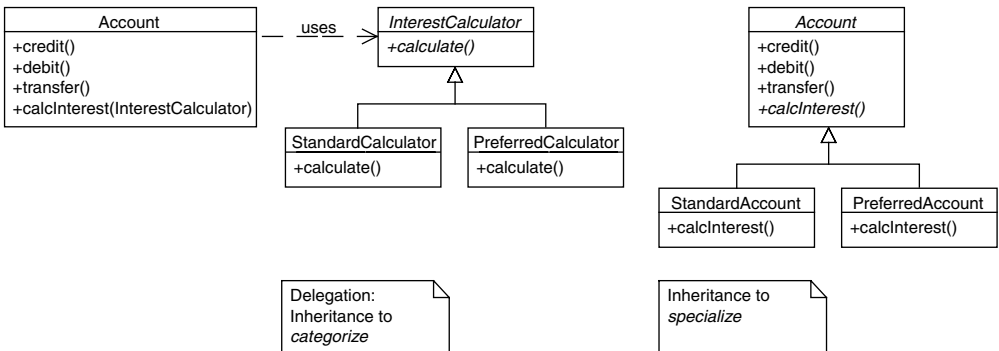 Account
+credit()
+debit()
+transfer()
+calcInterest(InterestCalculator)
uses
InterestCalculator
+calculate()
StandardCalculator
+calculate()
PreferredCalculator
+calculate()
Account
+credit()
+debit()
+transfer()
+calcInterest()
StandardAccount
+calcInterest()
PreferredAccount
+calcInterest()
Delegation:
Inheritance to
categorize
Inheritance to
specialize